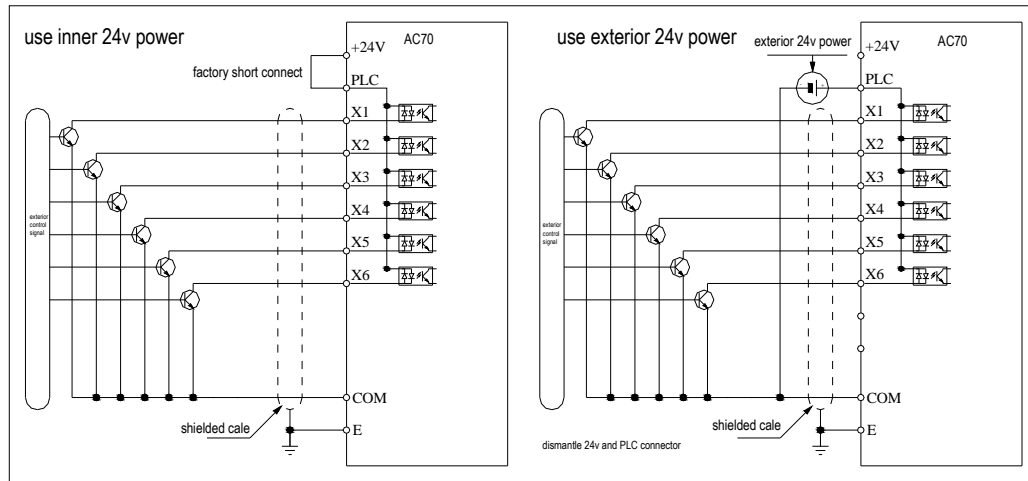 use inner 24v power
AC70
+24V
factory short connect
PLC
X1
X2
X3
X4
X5
X6
exterior
control
signal
COM
shielded cale
E
use exterior 24v power
exterior 24v power
AC70
+24V
PLC
X1
X2
X3
X4
X5
X6
exterior
control
signal
COM
shielded cale
E
dismantle 24v and PLC connector